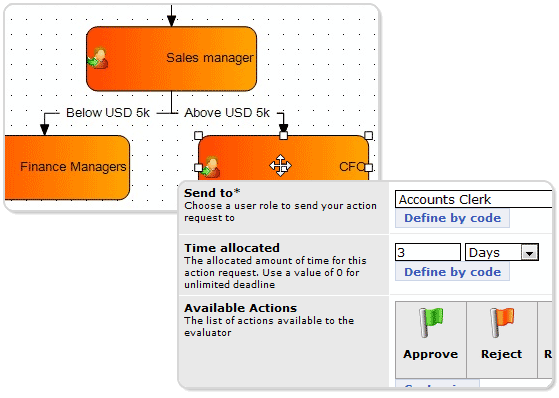 Sales manager
Below USD 5k
Above USD 5k
Finance Managers
CFO
Send to*
Choose a user role to send your action
request to
Accounts Clerk
Define by code
Time allocated
The allocated amount of time for this
action request. Use a value of 0 for
unlimited deadline
3
Days
Define by code
Available Actions
The list of actions available to the
evaluator
Approve
Reject
R